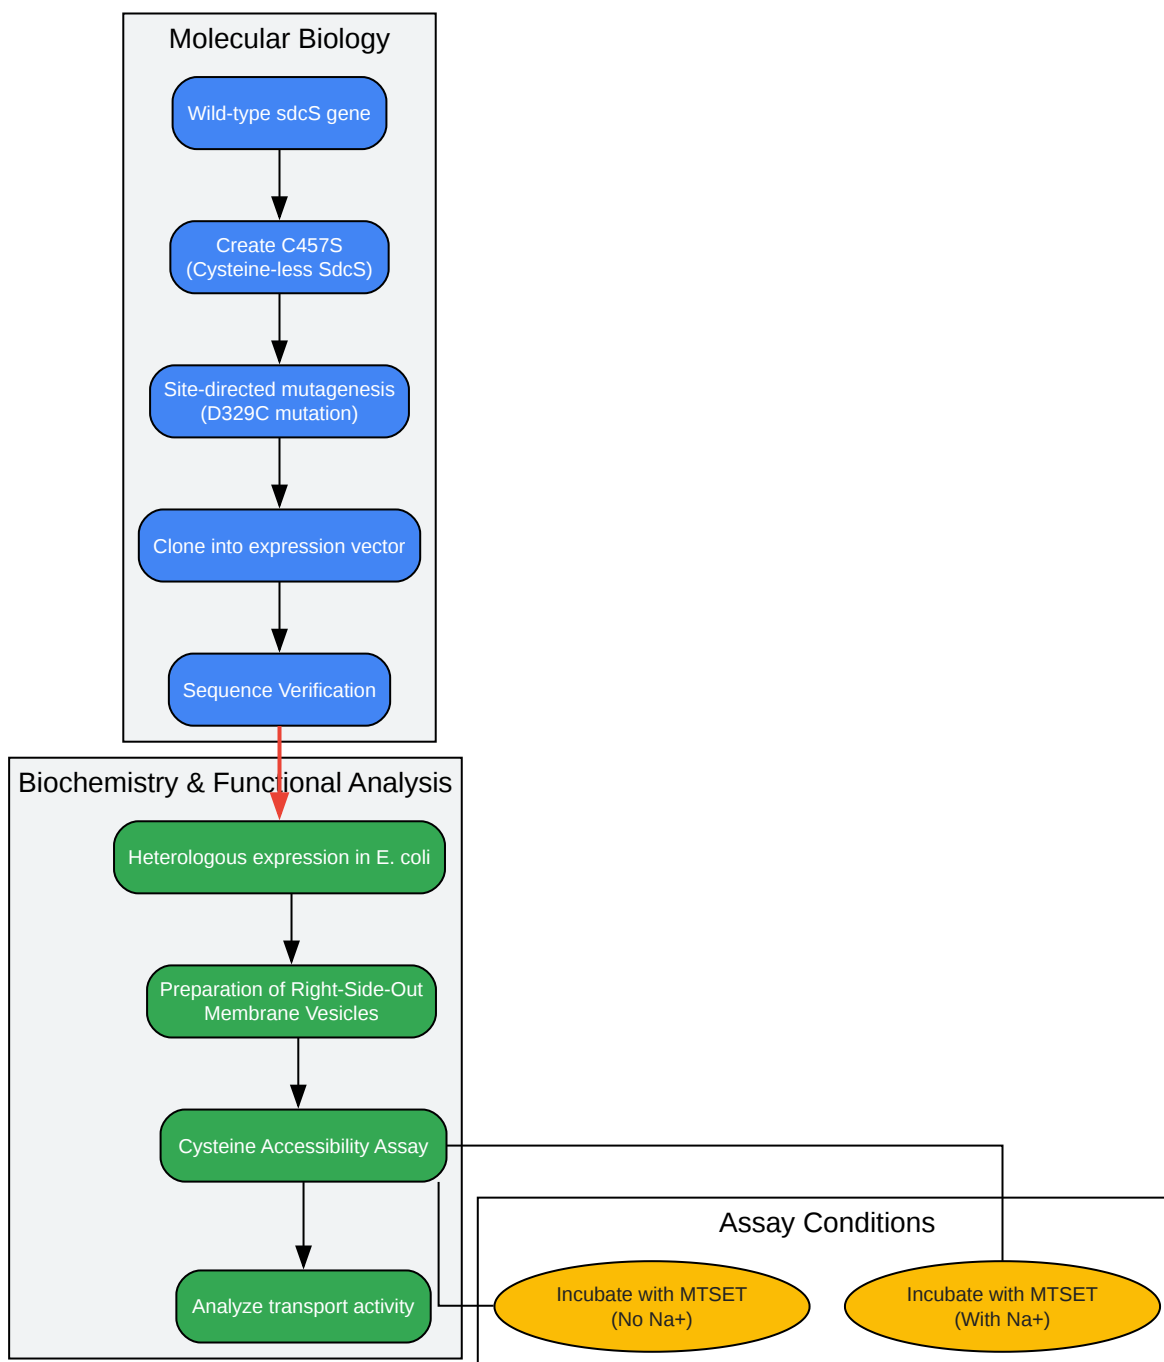 Molecular Biology
Wild-type sdcS gene
Create C457S
(Cysteine-less SdcS)
Site-directed mutagenesis
(D329C mutation)
Clone into expression vector
Sequence Verification
Biochemistry & Functional Analysis
Heterologous expression in E. coli
Preparation of Right-Side-Out
Membrane Vesicles
Cysteine Accessibility Assay
Analyze transport activity
Assay Conditions
Incubate with MTSET
(No Na+)
Incubate with MTSET
(With Na+)